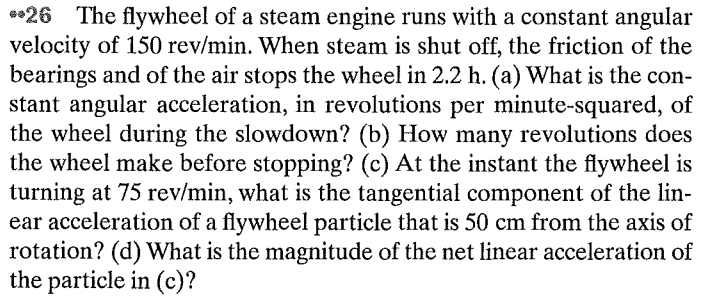 ••26 The flywheel of a steam engine runs with a constant angular
velocity of 150 rev/min. When steam is shut off, the friction of the
bearings and of the air stops the wheel in 2.2 h. (a) What is the con-
stant angular acceleration, in revolutions per minute-squared, of
the wheel during the slowdown? (b) How many revolutions does
the wheel make before stopping? (c) At the instant the flywheel is
turning at 75 rev/min, what is the tangential component of the lin-
ear acceleration of a flywheel particle that is 50 cm from the axis of
rotation? (d) What is the magnitude of the net linear acceleration of
the particle in (c)?